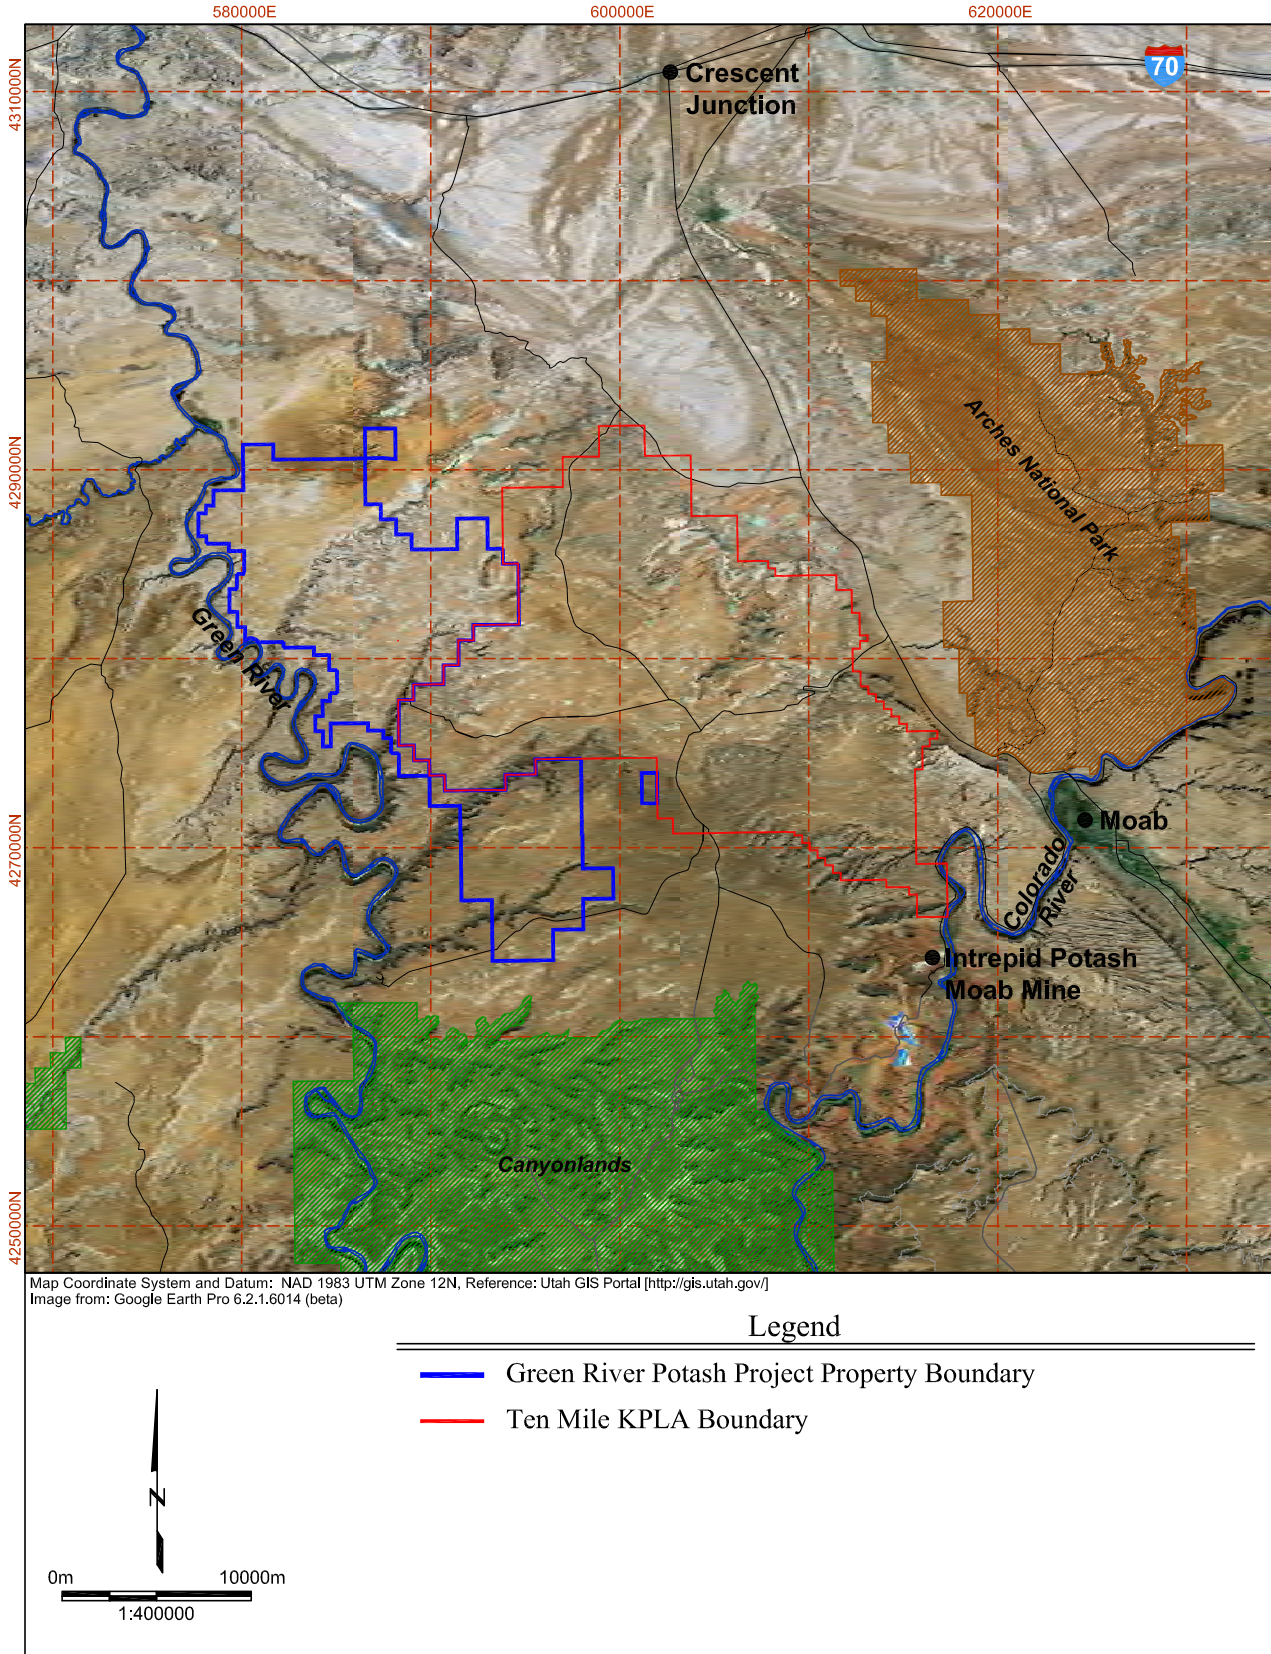 580000E 600000E 620000E
70
Crescent
Junction
4310000N
Arches National Park
4290000N
Green River
Moab
4270000N
Colorado
River
Intrepid Potash
Moab Mine
Canyonlands
4250000N
Map Coordinate System and Datum: NAD 1983 UTM Zone 12N, Reference: Utah GIS Portal [http://gis.utah.gov/]
Image from: Google Earth Pro 6.2.1.6014 (beta)
Legend
Green River Potash Project Property Boundary
Ten Mile KPLA Boundary
N
0m 10000m
1:400000